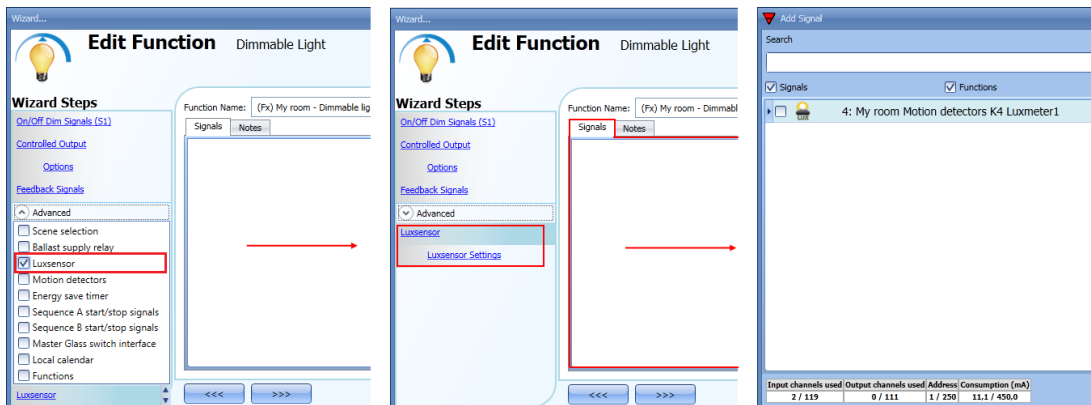 Wizard...
Edit Function Dimmable Light
Wizard Steps
On/Off Dim Signals (S1)
Controlled Output
Options
Feedback Signals
Advanced
Scene selection
Ballast supply relay
Luxsensor
Motion detectors
Energy save timer
Sequence A start/stop signals
Sequence B start/stop signals
Master Glass switch interface
Local calendar
Functions
Luxsensor
Function Name: (Fx) My room - Dimmable lig
Signals Notes
<<< >>>
Wizard...
Edit Function Dimmable Light
Wizard Steps
On/Off Dim Signals (S1)
Controlled Output
Options
Feedback Signals
Advanced
Luxsensor
Luxsensor Settings
Function Name: (Fx) My room - Dimmabl
Signals Notes
<<< >>>
Add Signal
Search
Signals Functions
LUX 4: My room Motion detectors K4 Luxmeter1
Input channels used Output channels used Address Consumption (mA)
2 / 119 0 / 111 1 / 250 11,1 / 450,0